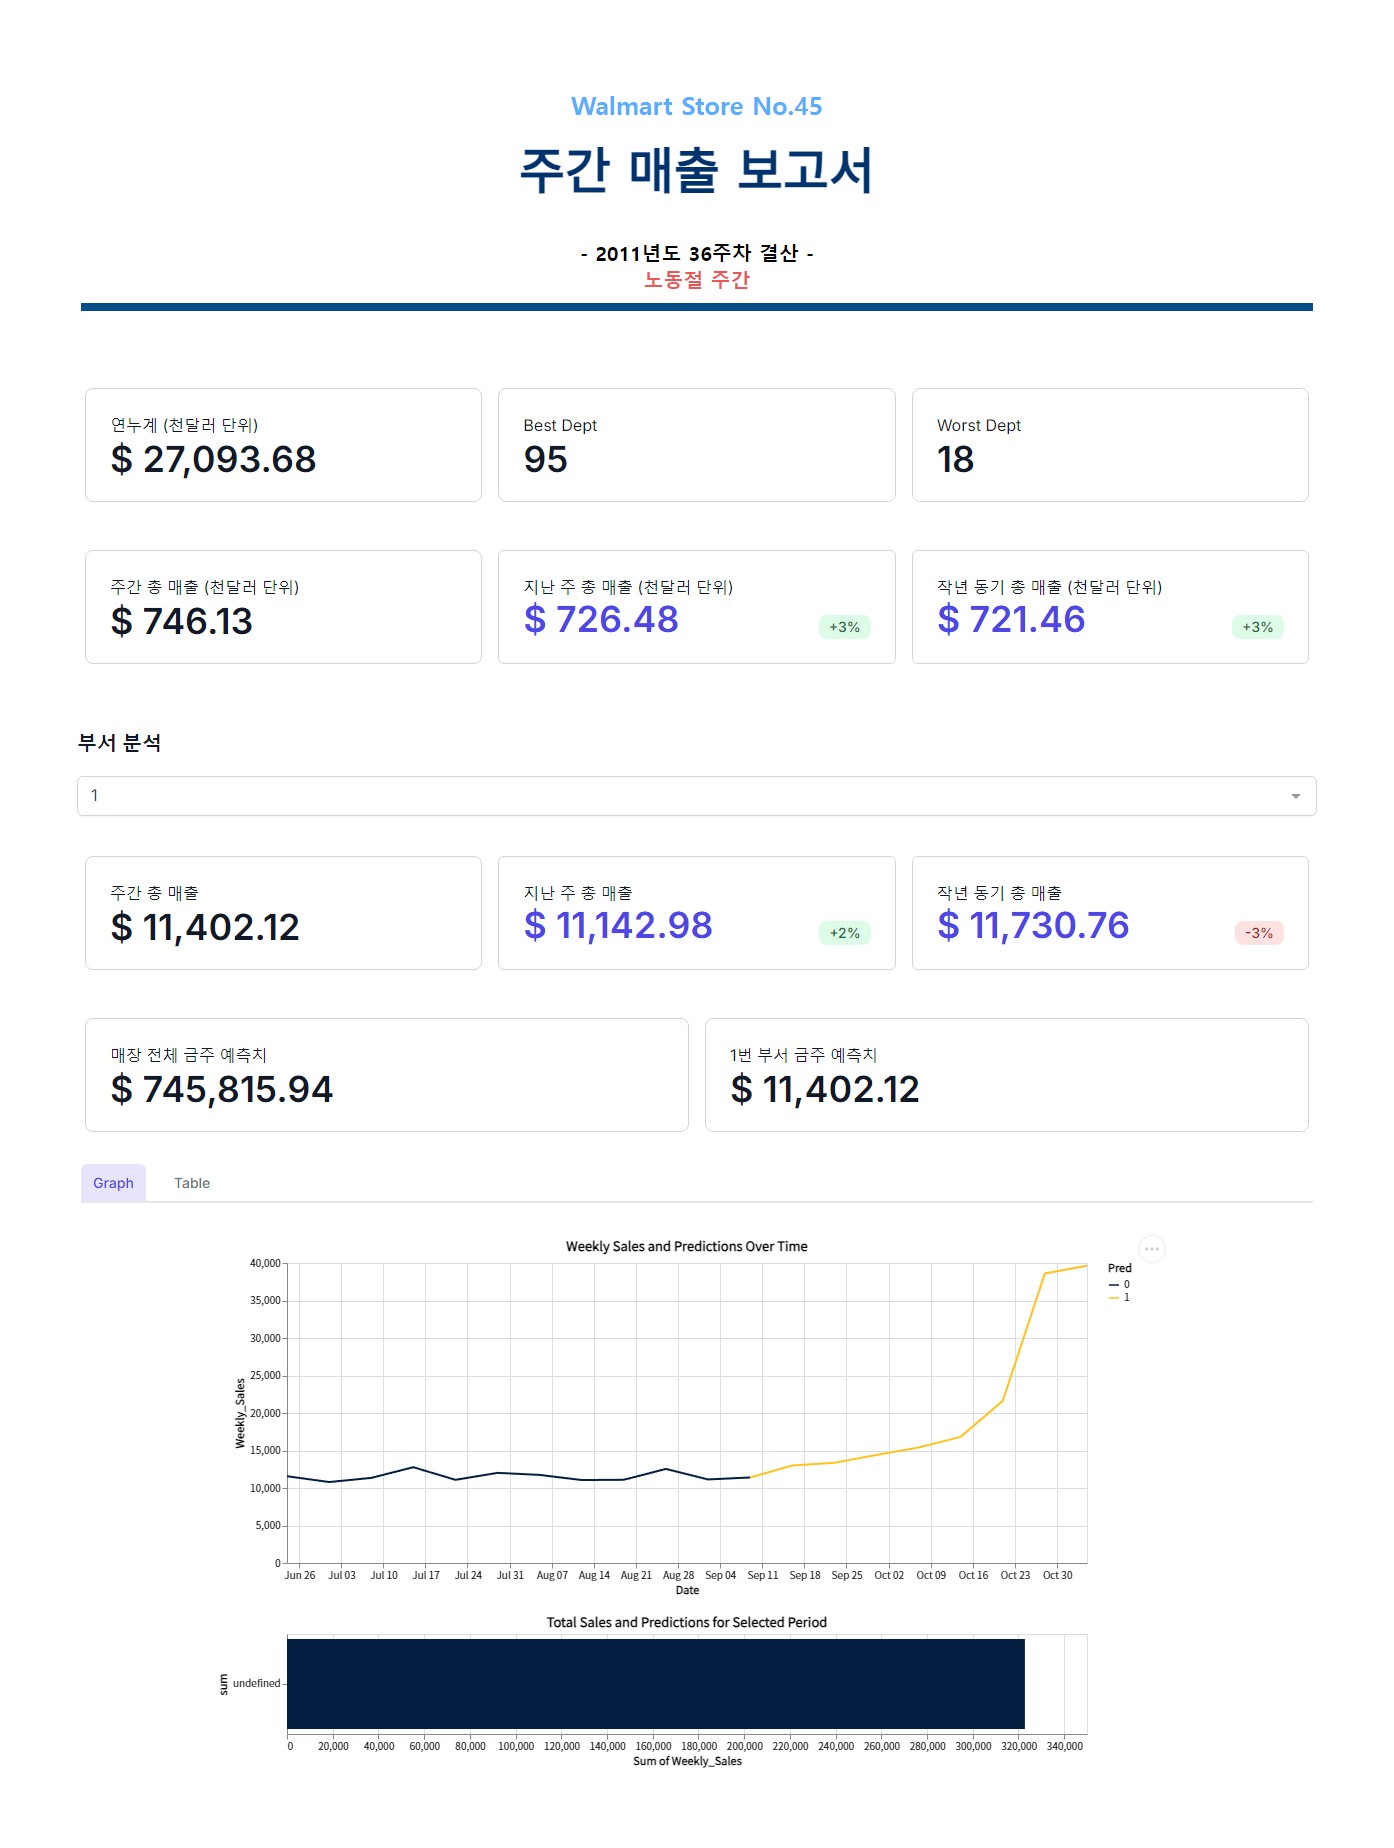 Walmart Store No.45
주간 매출 보고서
- 2011년도 36주차 결산 -
노동절 주간
연누계 (천달러 단위)
$ 27,093.68
Best Dept
95
Worst Dept
18
주간 총 매출 (천달러 단위)
$ 746.13
지난 주 총 매출 (천달러 단위)
$ 726.48
+3%
작년 동기 총 매출 (천달러 단위)
$ 721.46
+3%
부서 분석
1
주간 총 매출
$ 11,402.12
지난 주 총 매출
$ 11,142.98
+2%
작년 동기 총 매출
$ 11,730.76
-3%
매장 전체 금주 예측치
$ 745,815.94
1번 부서 금주 예측치
$ 11,402.12
Graph Table
Weekly Sales and Predictions Over Time
Pred
0
1
Weekly_Sales
40,000
35,000
30,000
25,000
20,000
15,000
10,000
5,000
0
Jun 26 Jul 03 Jul 10 Jul 17 Jul 24 Jul 31 Aug 07 Aug 14 Aug 21 Aug 28 Sep 04 Sep 11 Sep 18 Sep 25 Oct 02 Oct 09 Oct 16 Oct 23 Oct 30
Date
Total Sales and Predictions for Selected Period
sum
undefined
0 20,000 40,000 60,000 80,000 100,000 120,000 140,000 160,000 180,000 200,000 220,000 240,000 260,000 280,000 300,000 320,000 340,000
Sum of Weekly_Sales